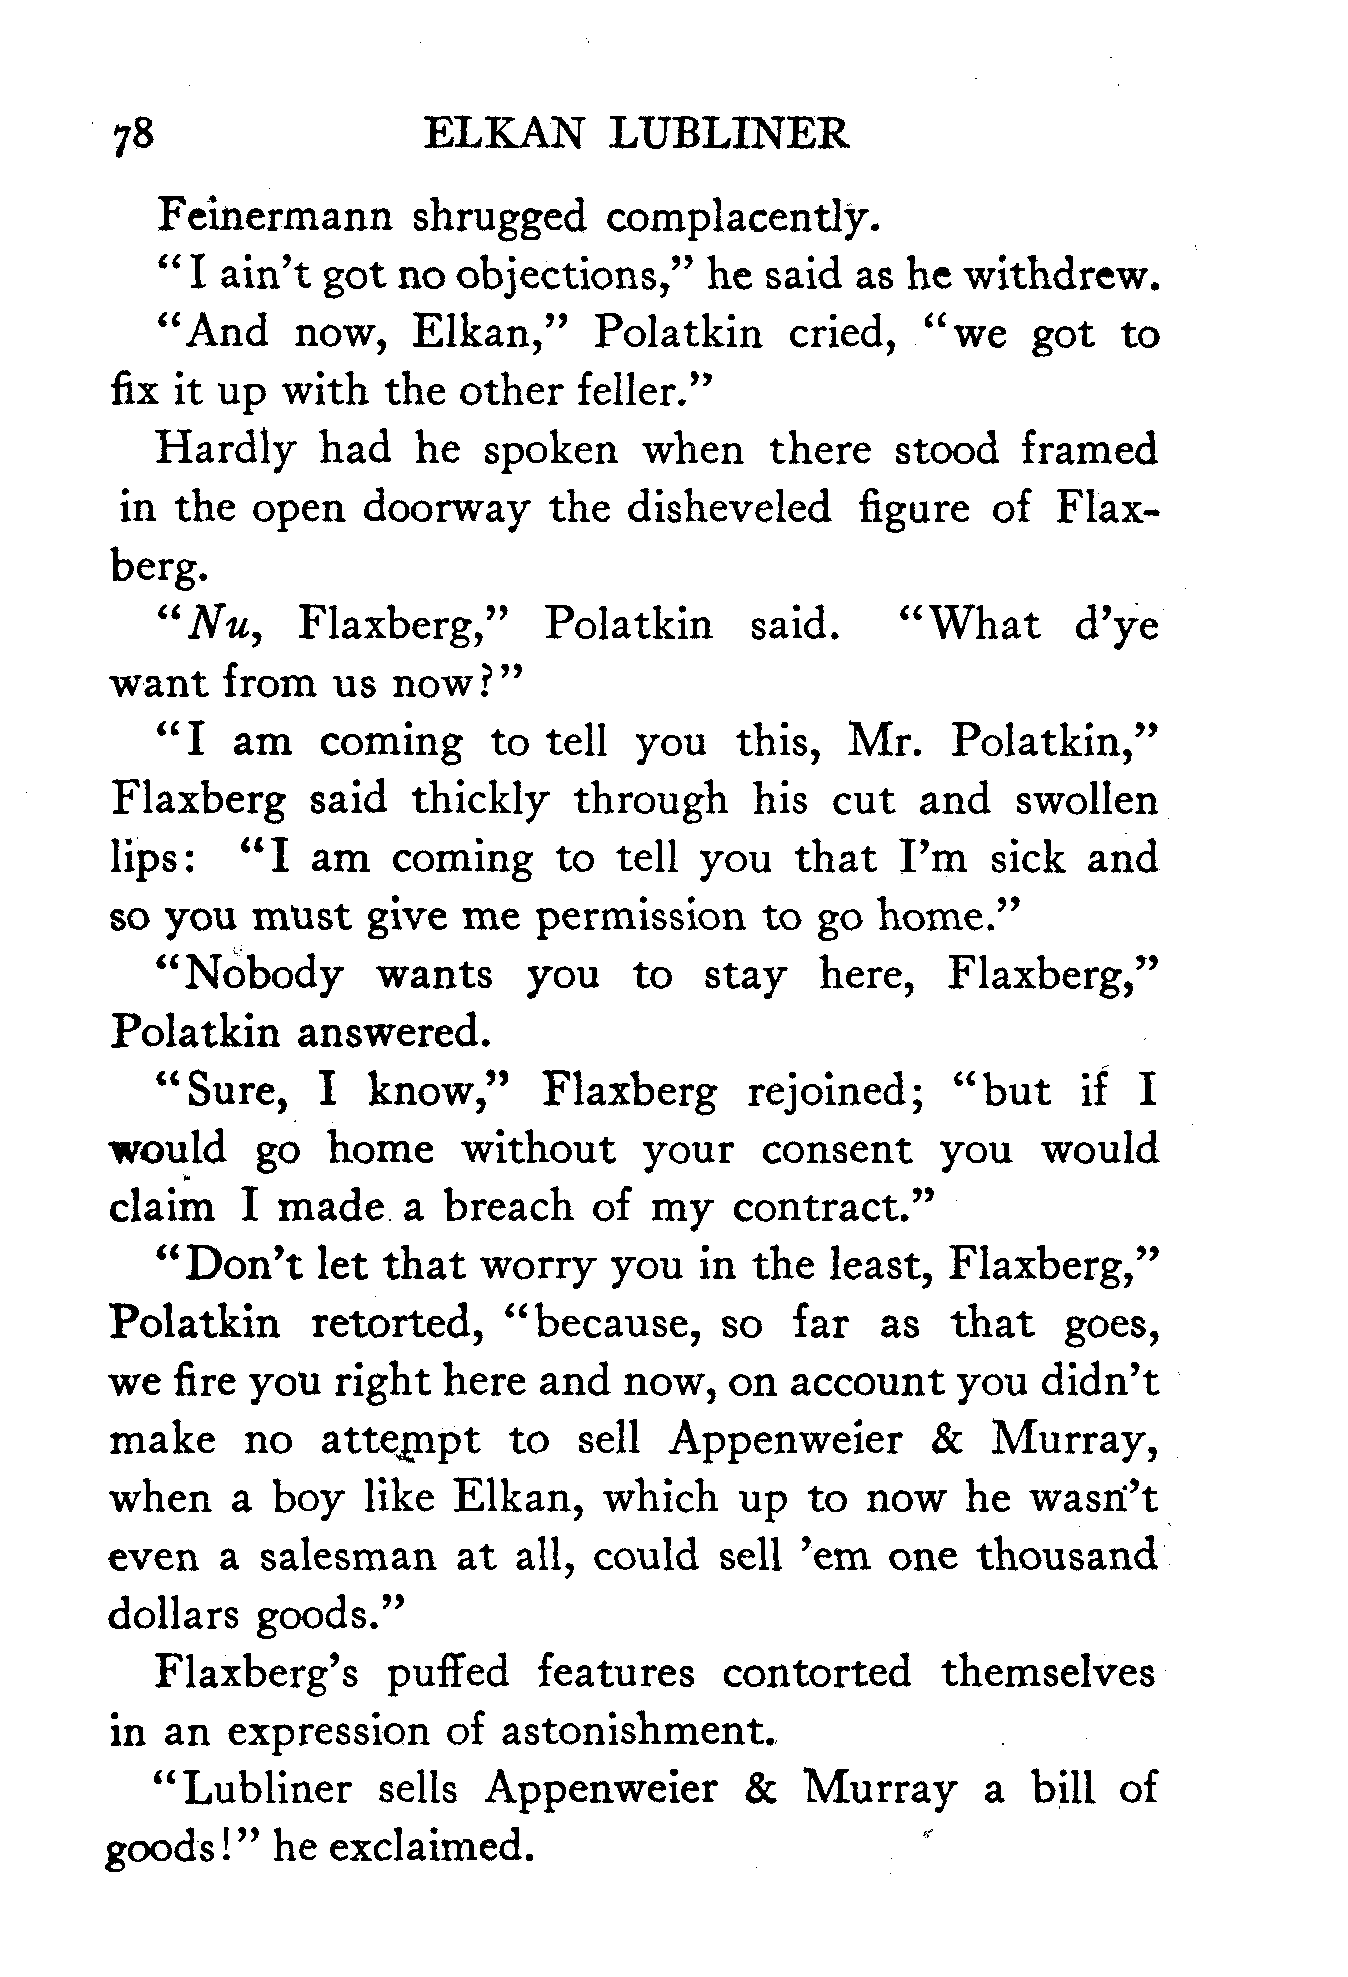 78 ELKAN LUBLINER
Feinermann shrugged complacently.
“I ain’t got no objections,” he said as he withdrew.
“And now, Elkan,” Polatkin cried, “we got to
fix it up with the other feller.”
Hardly had he spoken when there stood framed
in the open doorway the disheveled figure of Flax-
berg.
“Nu, Flaxberg,” Polatkin said. “What d’ye
want from us now?”
“I am coming to tell you this, Mr. Polatkin,”
Flaxberg said thickly through his cut and swollen
lips: “I am coming to tell you that I’m sick and
so you must give me permission to go home.”
“Nobody wants you to stay here, Flaxberg,”
Polatkin answered.
“Sure, I know,” Flaxberg rejoined; “but if I
would go home without your consent you would
claim I made a breach of my contract.”
“Don’t let that worry you in the least, Flaxberg,”
Polatkin retorted, “because, so far as that goes,
we fire you right here and now, on account you didn’t
make no attempt to sell Appenweier & Murray,
when a boy like Elkan, which up to now he wasn’t
even a salesman at all, could sell ’em one thousand
dollars goods.”
Flaxberg’s puffed features contorted themselves
in an expression of astonishment.
“Lubliner sells Appenweier & Murray a bill of
goods!” he exclaimed.